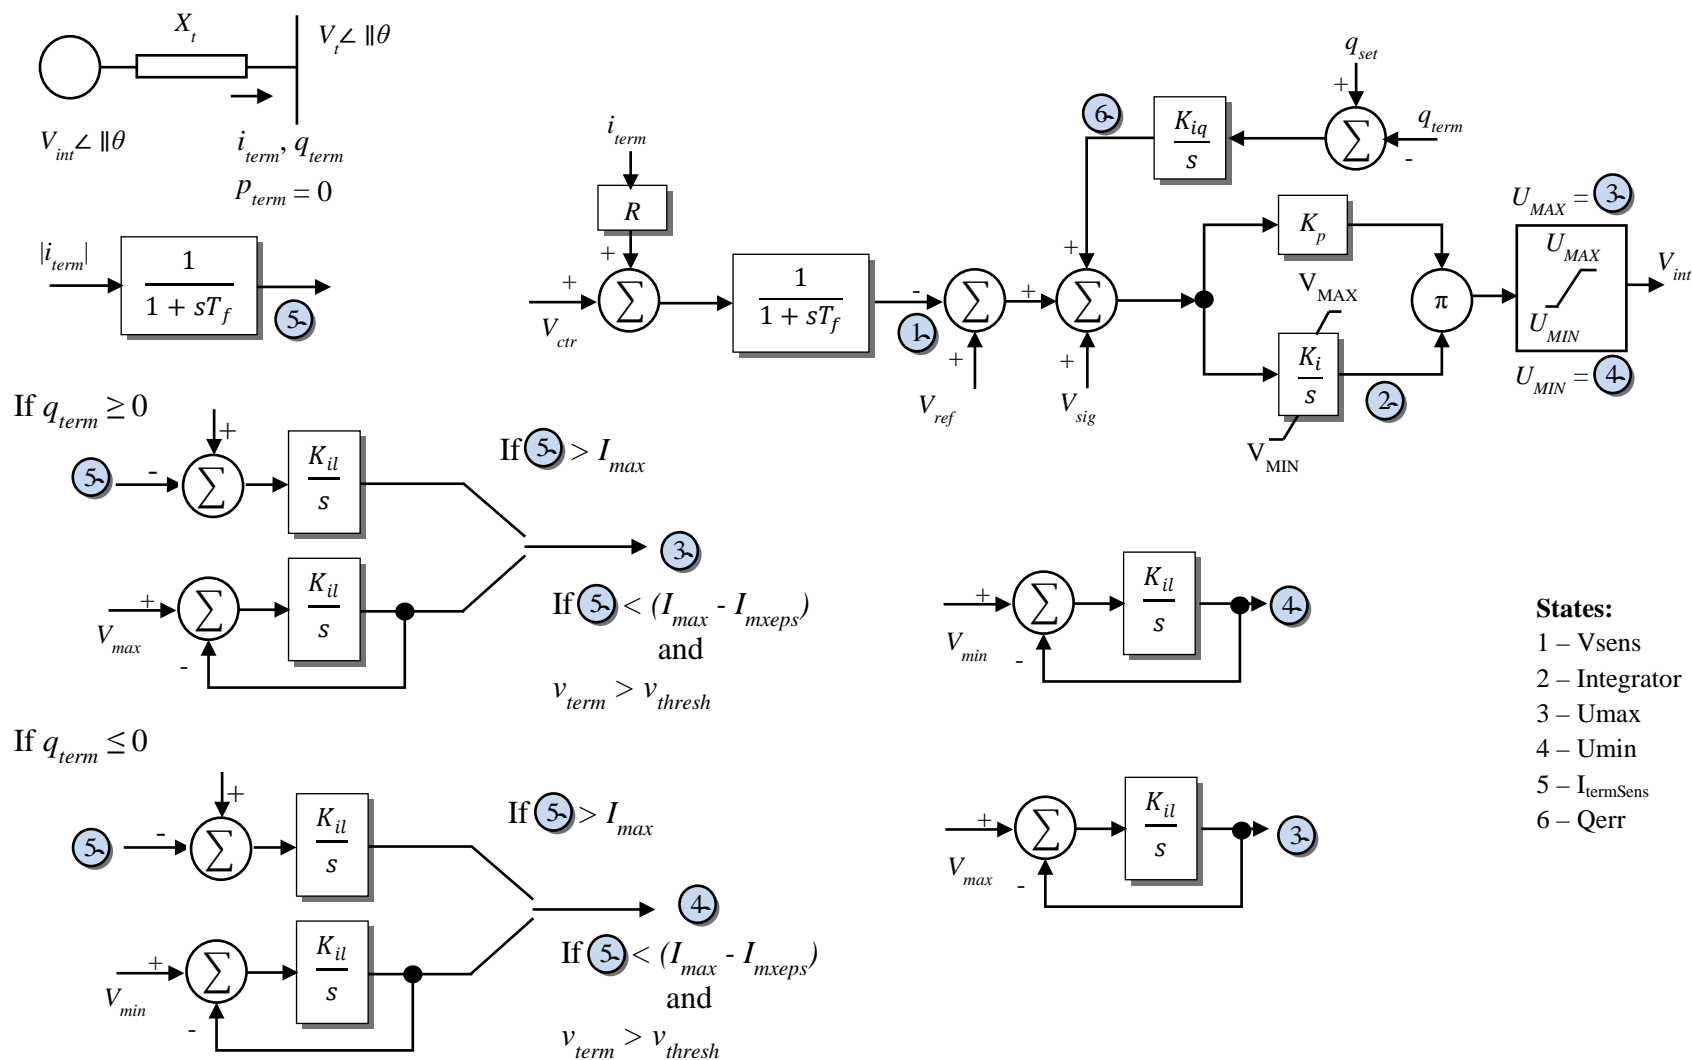 X_t
V_t∠ ∥θ
V_int∠ ∥θ
i_term, q_term
p_term = 0
|i_term|
1
1 + sT_f
5
i_term
R
+
+
Σ
V_ctr
1
1 + sT_f
-
1
Σ
+
V_ref
+
+
Σ
+
V_sig
6
K_iq
s
q_set
+
Σ
q_term
-
K_p
V_MAX
K_i
s
V_MIN
2
π
U_MAX = 3
U_MAX
U_MIN
U_MIN = 4
V_int
If q_term ≥ 0
5
-
+
Σ
K_il
s
If 5 > I_max
3
V_max
+
Σ
-
K_il
s
If 5 < (I_max - I_mxeps)
and
v_term > v_thresh
V_min
+
Σ
-
K_il
s
4
If q_term ≤ 0
5
-
+
Σ
K_il
s
If 5 > I_max
4
V_min
+
Σ
-
K_il
s
If 5 < (I_max - I_mxeps)
and
v_term > v_thresh
V_max
+
Σ
-
K_il
s
3
States:
1 – Vsens
2 – Integrator
3 – Umax
4 – Umin
5 – I_termSens
6 – Qerr